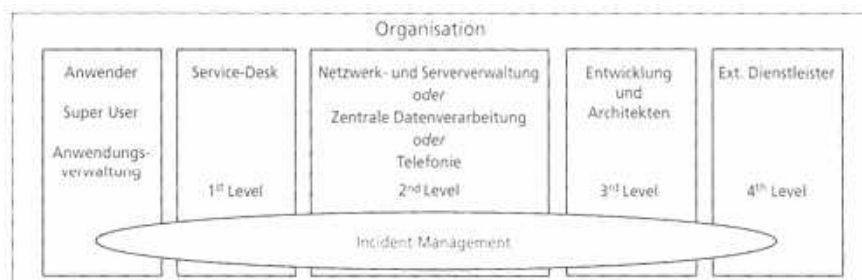 Organisation
Anwender
Super User
Anwendungs-
verwaltung
Service-Desk
1st Level
Netzwerk- und Serververwaltung
oder
Zentrale Datenverarbeitung
oder
Telefonie
2nd Level
Entwicklung
und
Architekten
3rd Level
Ext. Dienstleister
4th Level
Incident Management